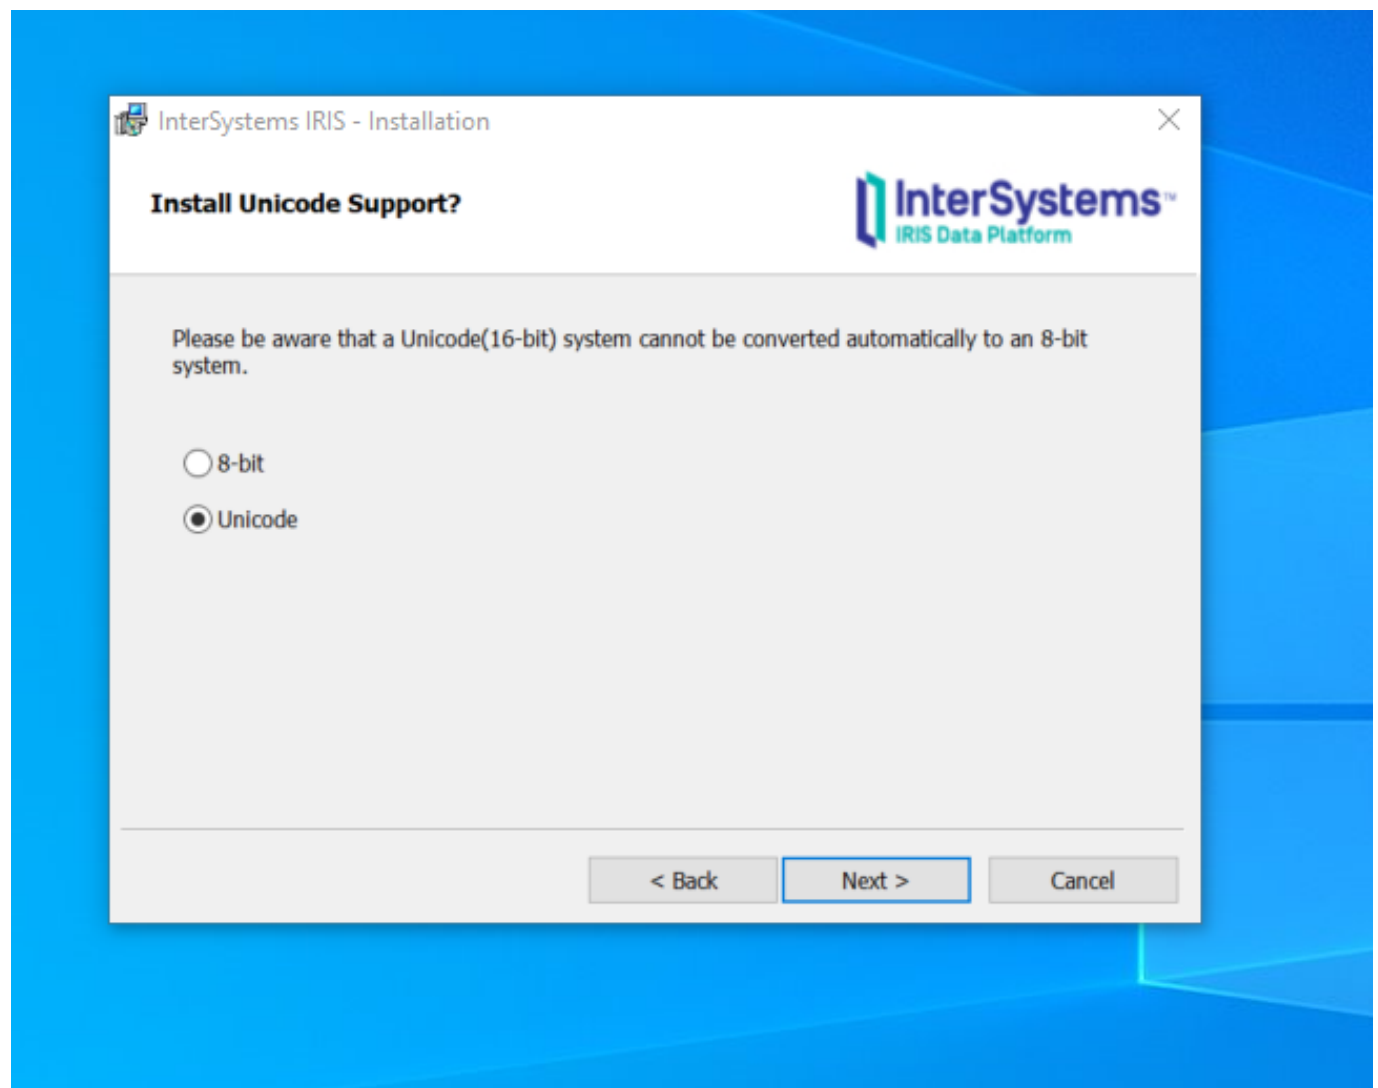 InterSystems IRIS - Installation
Install Unicode Support?
InterSystems™
IRIS Data Platform
Please be aware that a Unicode(16-bit) system cannot be converted automatically to an 8-bit
system.
8-bit
Unicode
< Back
Next >
Cancel